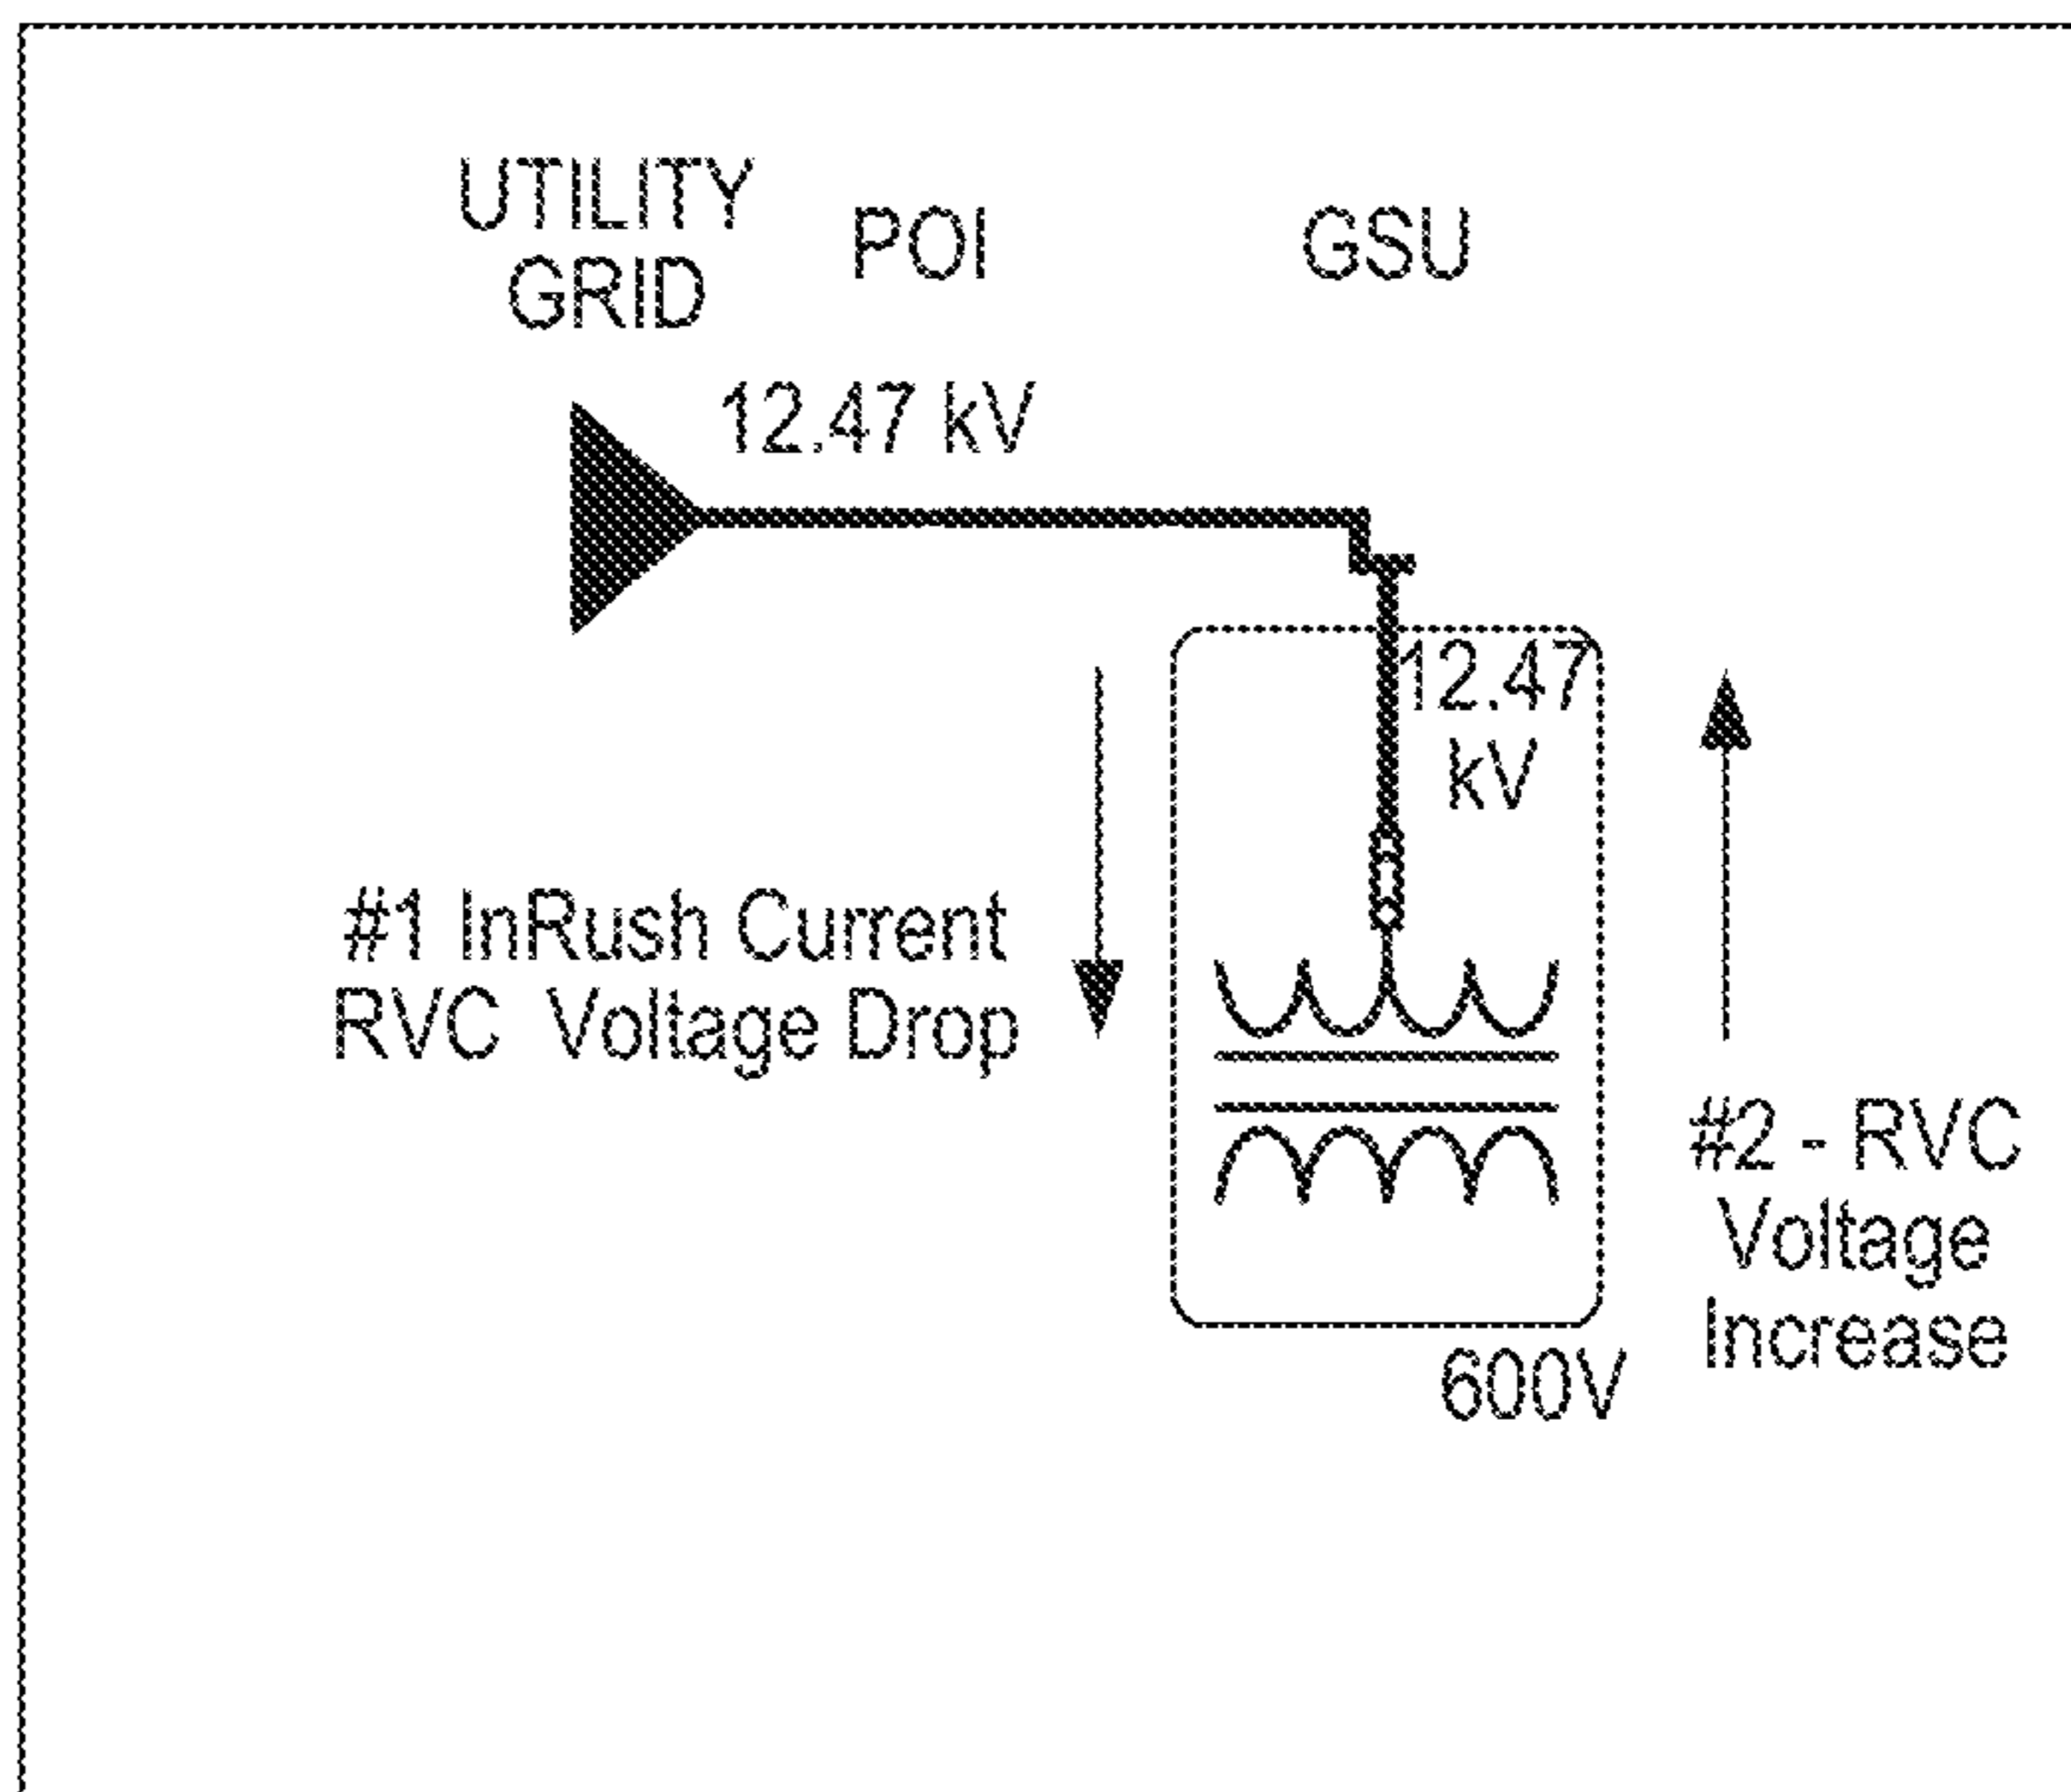 UTILITY
GRID
POI
GSU
12.47 kV
12.47
kV
#1 InRush Current
RVC Voltage Drop
#2 - RVC
Voltage
Increase
600V